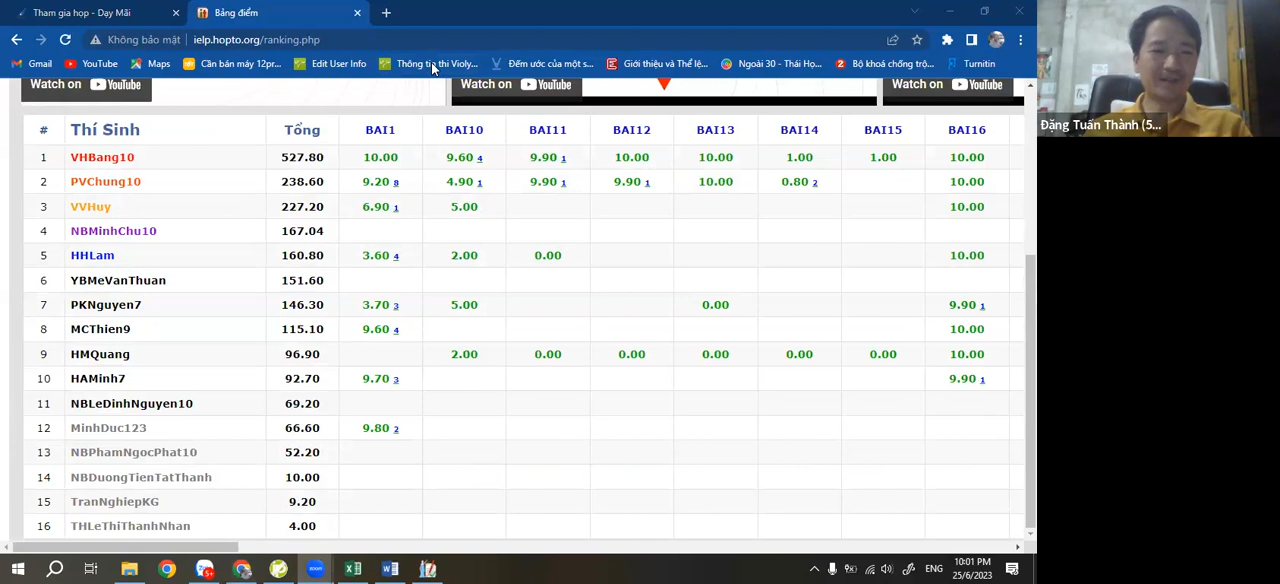 Tham gia họp - Dạy Mãi
Bảng điểm
Không bảo mật
ielp.hopto.org/ranking.php
Gmail YouTube Maps Cần bán máy 12pr... Edit User Info Thông tin thi Violy... Đếm ước của một s... Giới thiệu và Thể lệ... Ngoài 30 - Thái Họ... Bộ khoá chống trộ... Turnitin
Watch on YouTube Watch on YouTube Watch on YouTube
Đặng Tuấn Thành (5...
# Thí Sinh Tổng BAI1 BAI10 BAI11 BAI12 BAI13 BAI14 BAI15 BAI16
1 VHBang10 527.80 10.00 9.60 4 9.90 1 10.00 10.00 1.00 1.00 10.00
2 PVChung10 238.60 9.20 8 4.90 1 9.90 1 9.90 1 10.00 0.80 2 10.00
3 VVHuy 227.20 6.90 1 5.00 10.00
4 NBMinhChu10 167.04
5 HHLam 160.80 3.60 4 2.00 0.00 10.00
6 YBMeVanThuan 151.60
7 PKNguyen7 146.30 3.70 3 5.00 0.00 9.90 1
8 MCThien9 115.10 9.60 4 10.00
9 HMQuang 96.90 2.00 0.00 0.00 0.00 0.00 0.00 10.00
10 HAMinh7 92.70 9.70 3 9.90 1
11 NBLeDinhNguyen10 69.20
12 MinhDuc123 66.60 9.80 2
13 NBPhamNgocPhat10 52.20
14 NBDuongTienTatThanh 10.00
15 TranNghiepKG 9.20
16 THLeThiThanhNhan 4.00
zoom
ENG
10:01 PM
25/6/2023